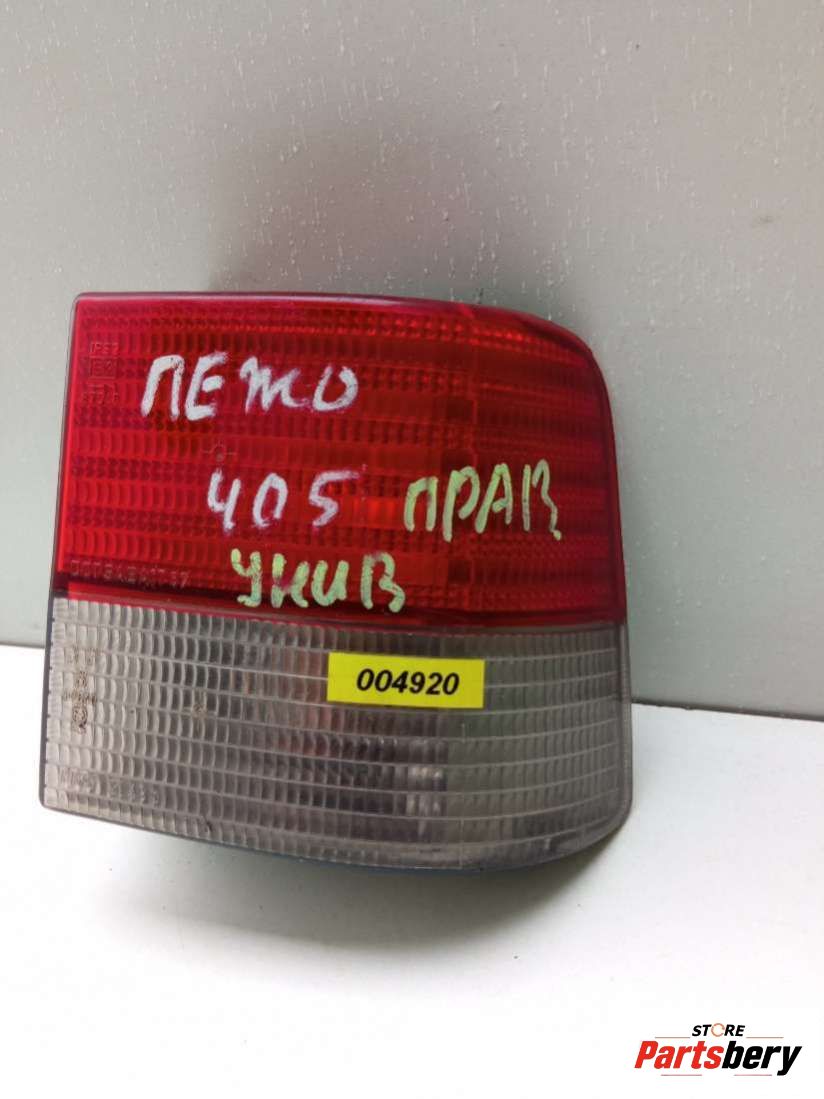 ПЕЖО
405 ПРАВ
УНИВ
004920
STORE
Partsbery